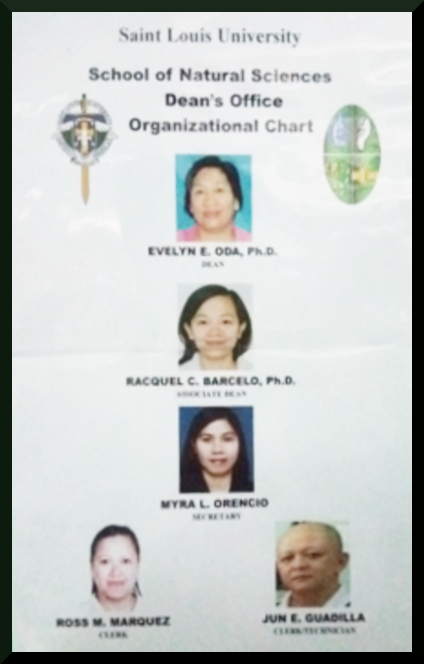 Saint Louis University
School of Natural Sciences
Dean's Office
Organizational Chart
EVELYN E. ODA, Ph.D.
DEAN
RACQUEL C. BARCELO, Ph.D.
ASSOCIATE DEAN
MYRA L. ORENCIO
SECRETARY
ROSS M. MARQUEZ
CLERK
JUN E. GUADILLA
CLERK/TECHNICIAN